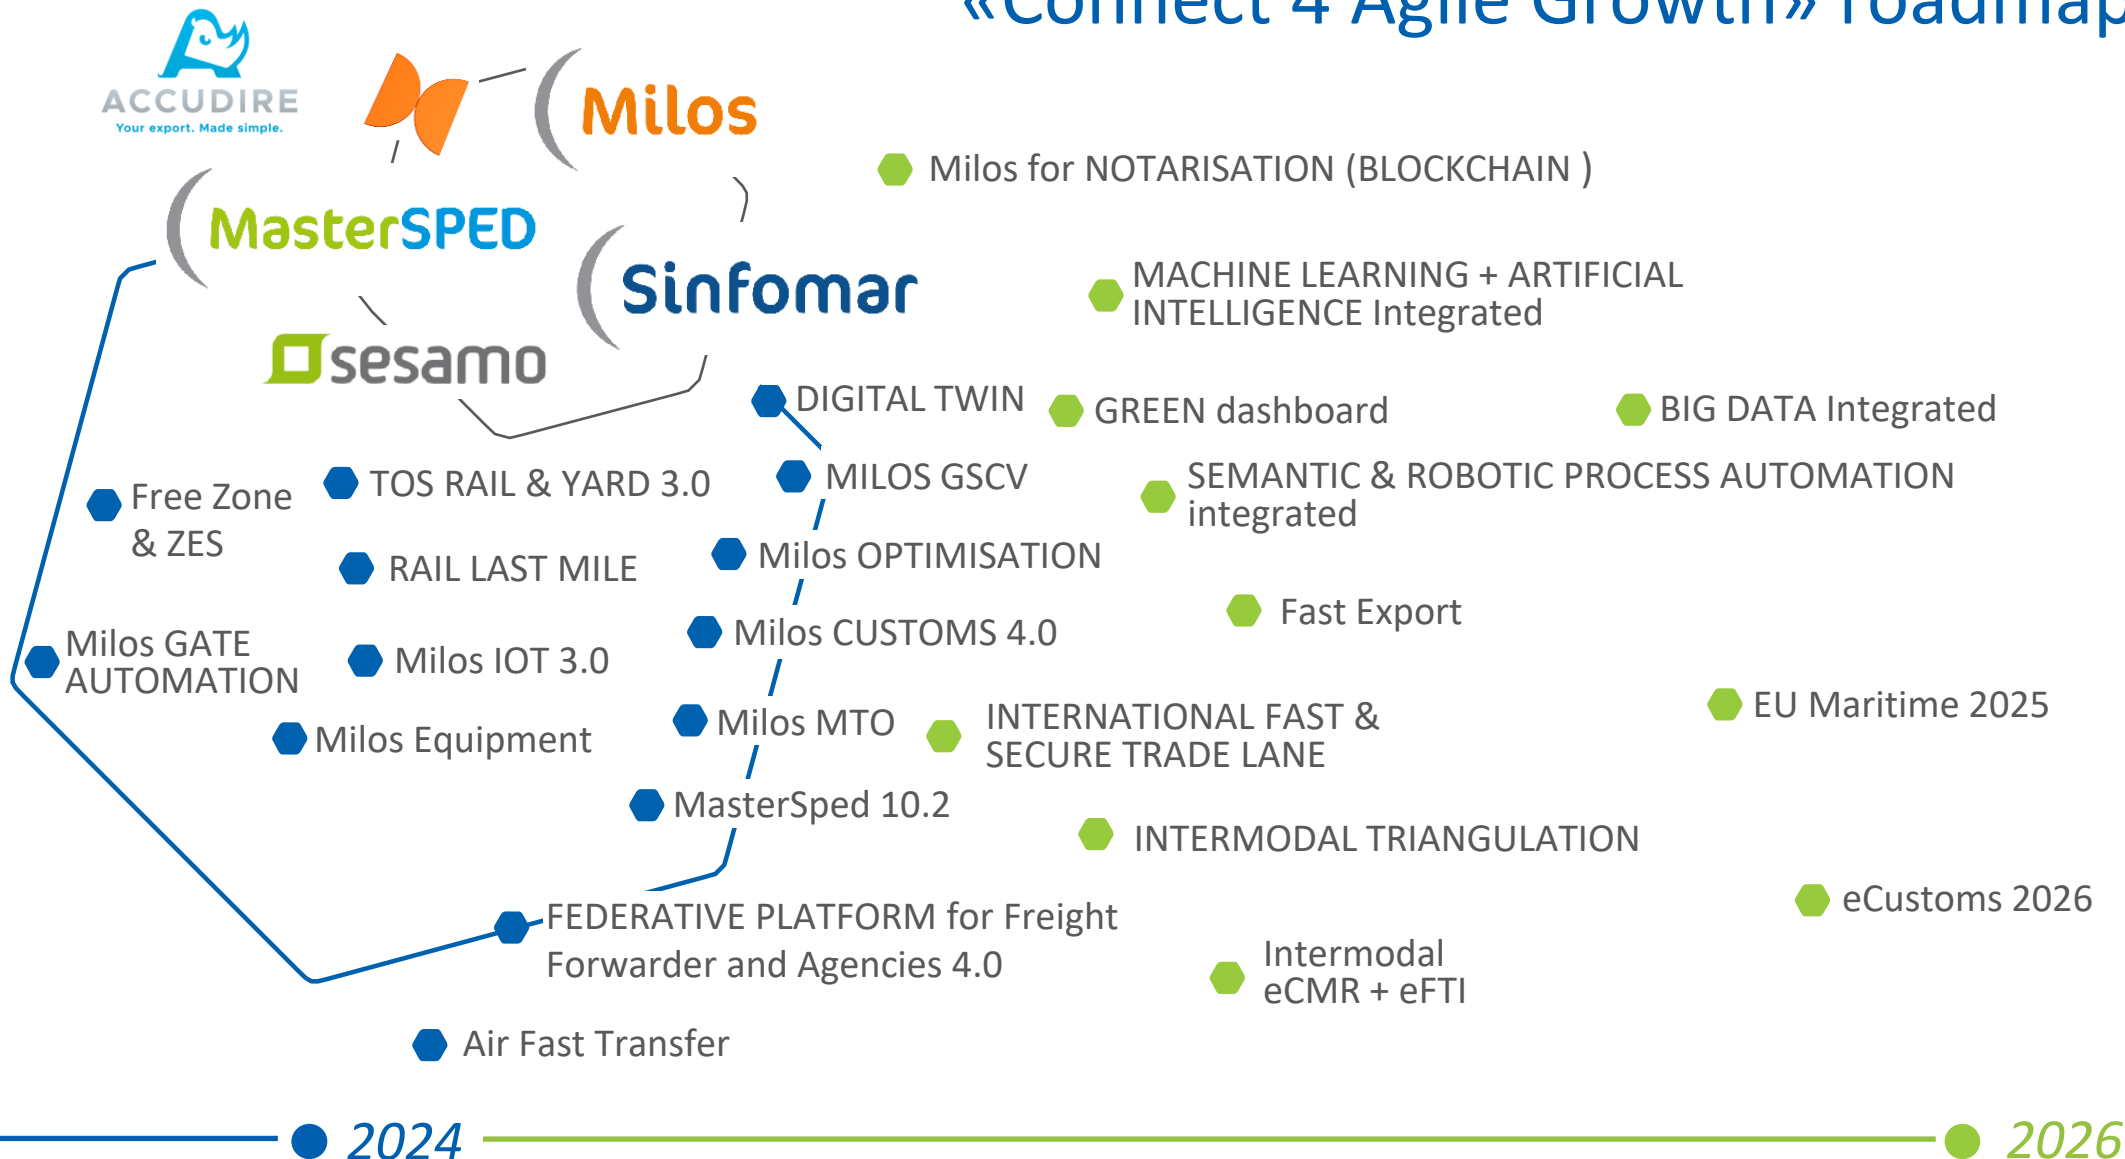 «Connect 4 Agile Growth» roadmap
ACCUDIRE
Your export. Made simple.
Milos
MasterSPED
Sinfomar
sesamo
Milos for NOTARISATION (BLOCKCHAIN )
MACHINE LEARNING + ARTIFICIAL
INTELLIGENCE Integrated
DIGITAL TWIN
GREEN dashboard
BIG DATA Integrated
Free Zone
& ZES
TOS RAIL & YARD 3.0
MILOS GSCV
SEMANTIC & ROBOTIC PROCESS AUTOMATION
integrated
RAIL LAST MILE
Milos OPTIMISATION
Fast Export
Milos GATE
AUTOMATION
Milos IOT 3.0
Milos CUSTOMS 4.0
Milos Equipment
Milos MTO
INTERNATIONAL FAST &
SECURE TRADE LANE
EU Maritime 2025
MasterSped 10.2
INTERMODAL TRIANGULATION
FEDERATIVE PLATFORM for Freight
Forwarder and Agencies 4.0
eCustoms 2026
Intermodal
eCMR + eFTI
Air Fast Transfer
2024
2026